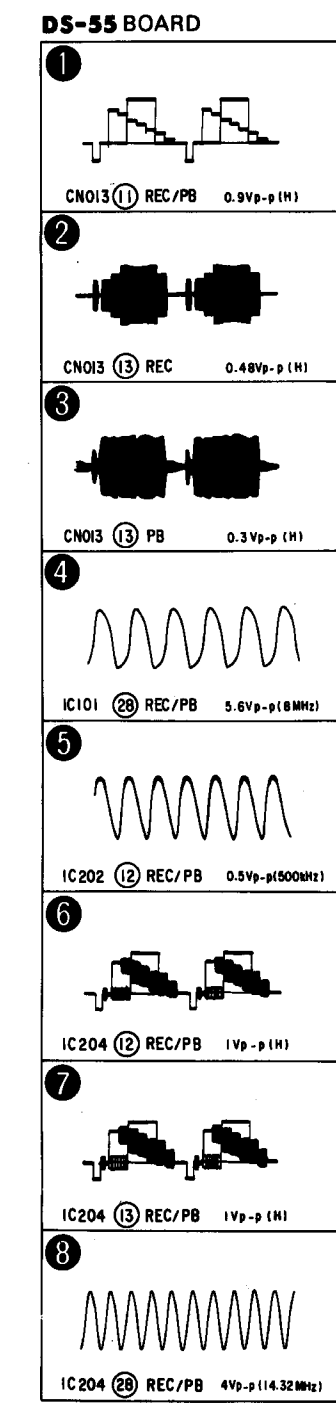 DS-55 BOARD
1
CN013 11 REC/PB 0.9Vp-p (H)
2
CN013 13 REC 0.48Vp-p (H)
3
CN013 13 PB 0.3Vp-p (H)
4
IC101 28 REC/PB 5.6Vp-p (8MHz)
5
IC202 12 REC/PB 0.5Vp-p (500kHz)
6
IC204 12 REC/PB 1Vp-p (H)
7
IC204 13 REC/PB 1Vp-p (H)
8
IC204 28 REC/PB 4Vp-p (14.32MHz)